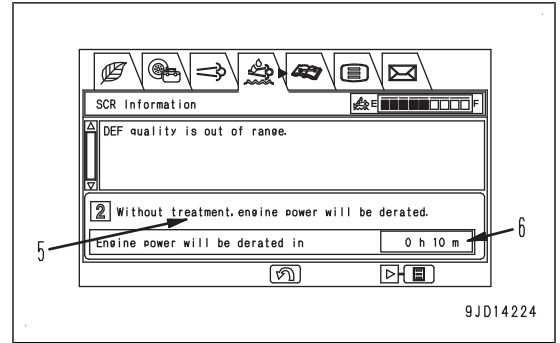 SCR Information
E F
DEF quality is out of range.
2 Without treatment, engine power will be derated.
Engine power will be derated in 0 h 10 m
5
6
9JD14224